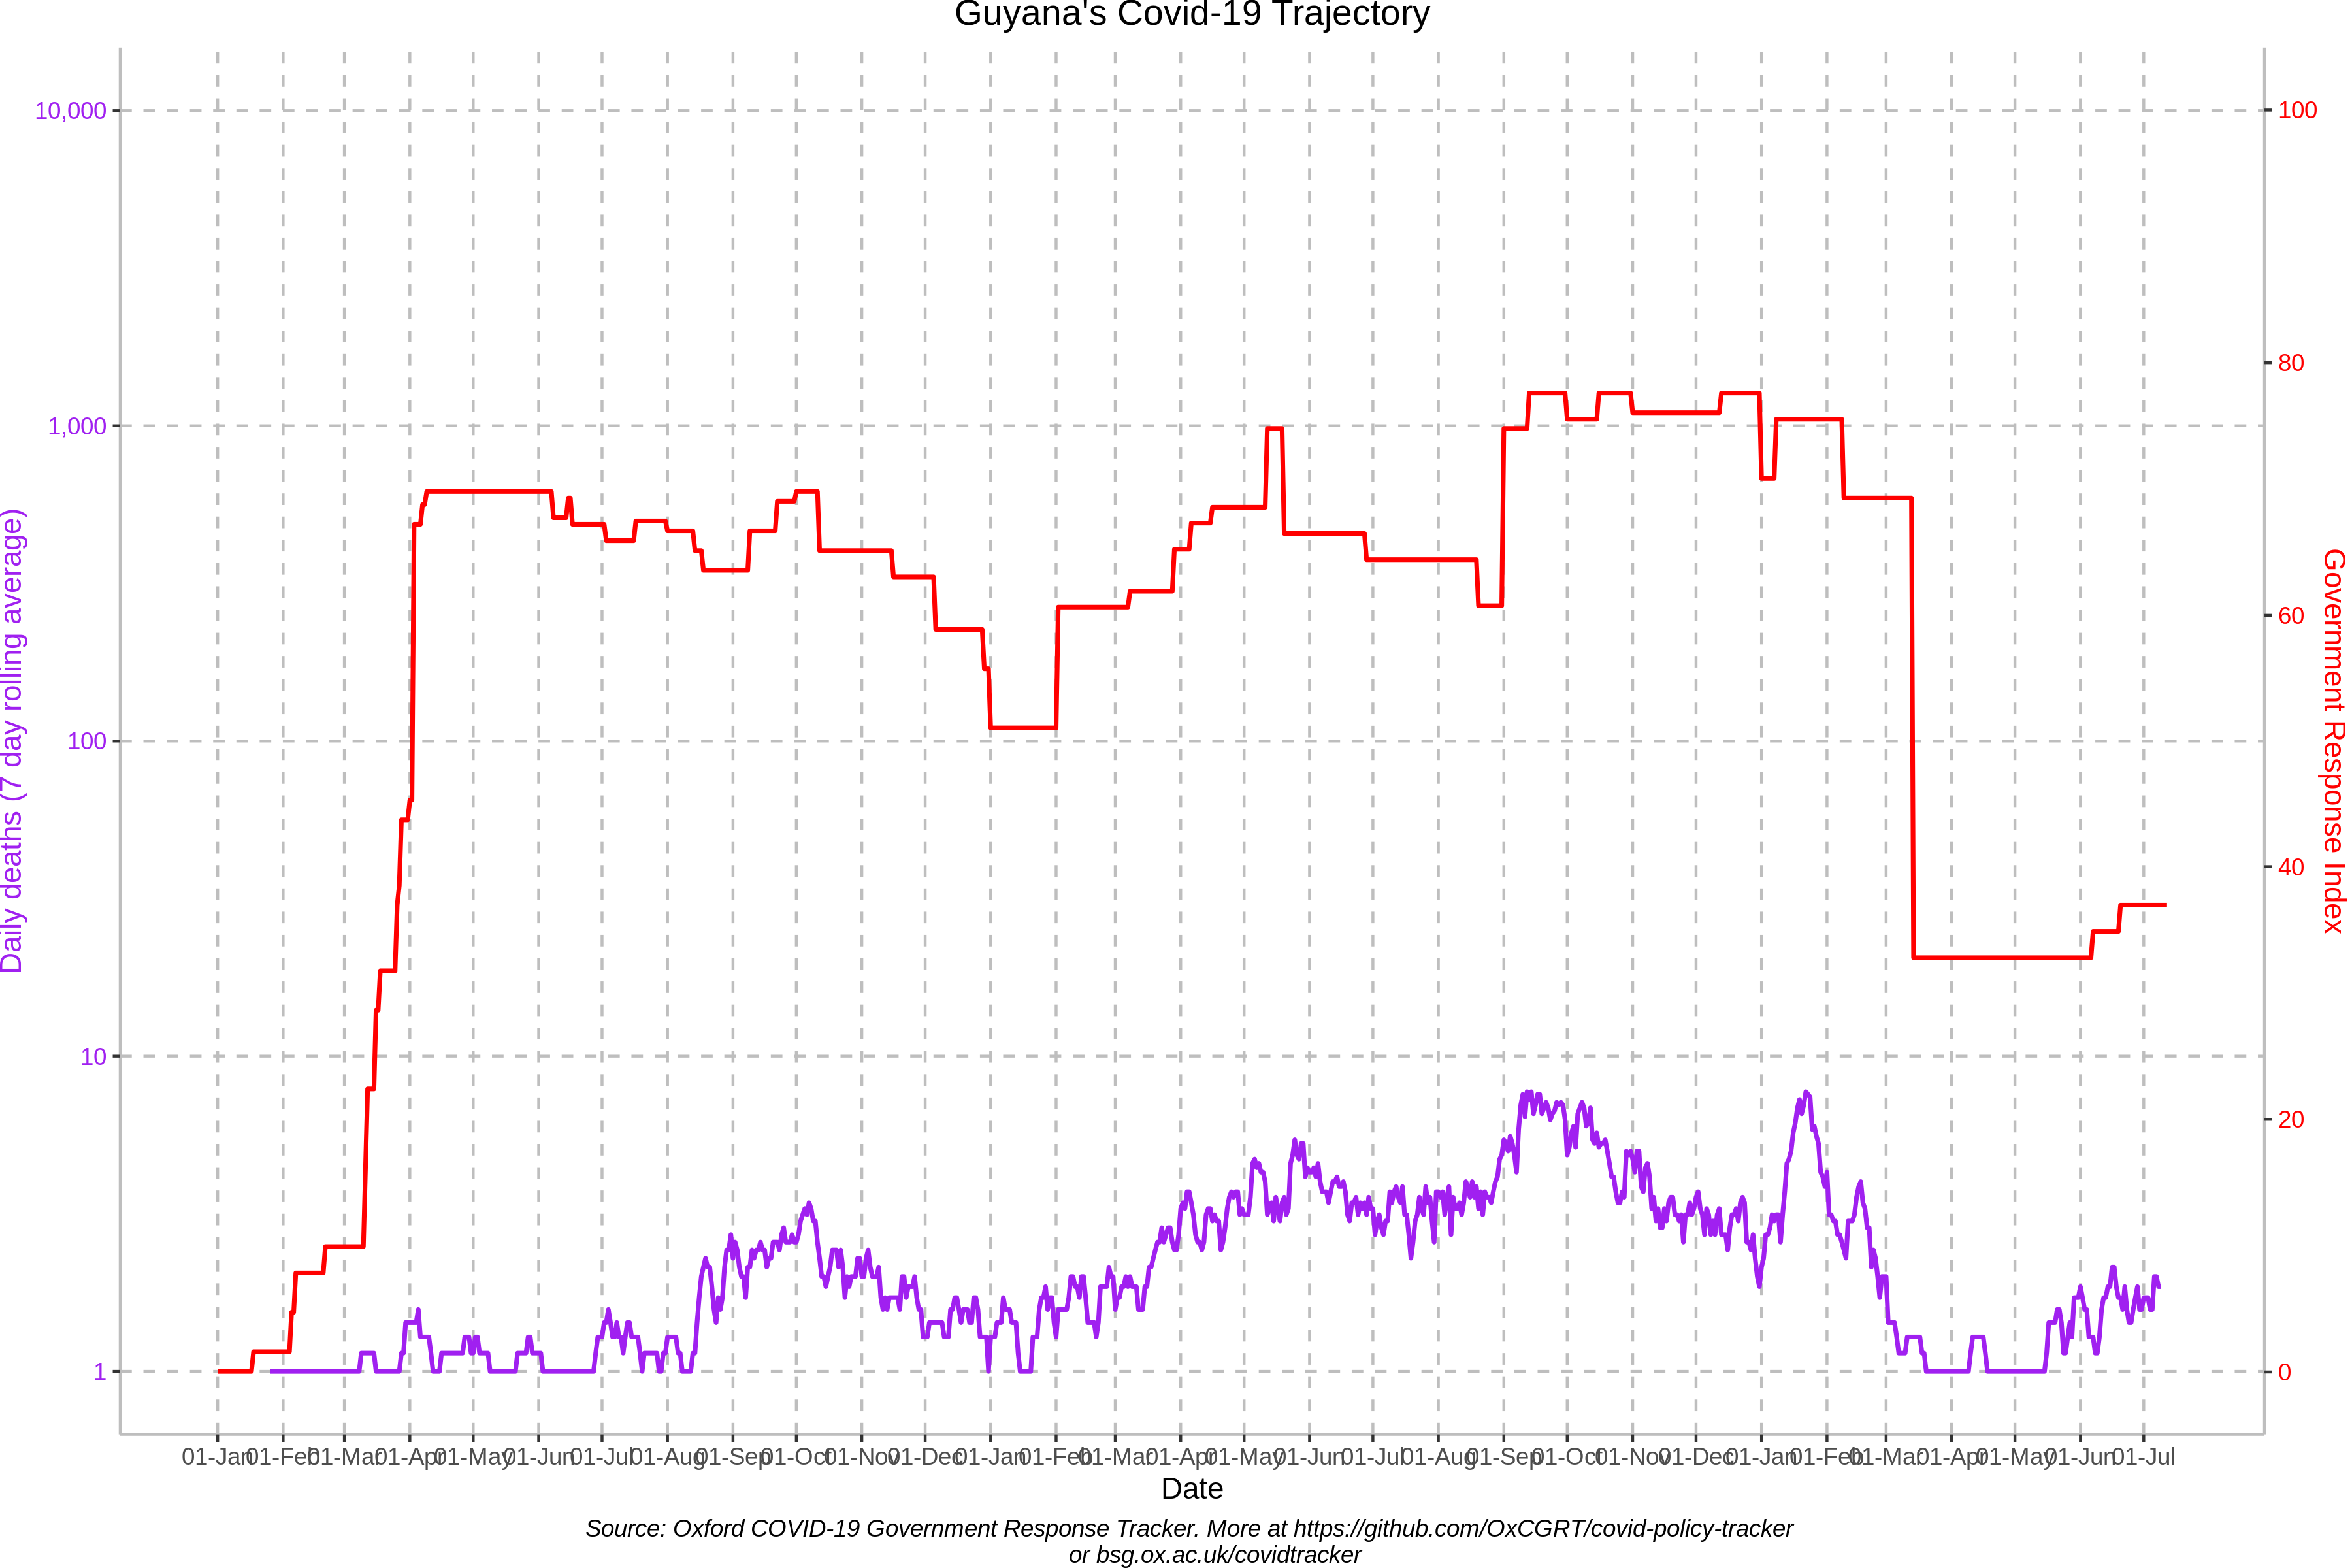 Guyana's Covid-19 Trajectory
10,000
1,000
100
10
1
Daily deaths (7 day rolling average)
100
80
60
40
20
0
Government Response Index
01-Jan 01-Feb 01-Mar 01-Apr 01-May 01-Jun 01-Jul 01-Aug 01-Sep 01-Oct 01-Nov 01-Dec 01-Jan 01-Feb 01-Mar 01-Apr 01-May 01-Jun 01-Jul 01-Aug 01-Sep 01-Oct 01-Nov 01-Dec 01-Jan 01-Feb 01-Mar 01-Apr 01-May 01-Jun 01-Jul
Date
Source: Oxford COVID-19 Government Response Tracker. More at https://github.com/OxCGRT/covid-policy-tracker
or bsg.ox.ac.uk/covidtracker